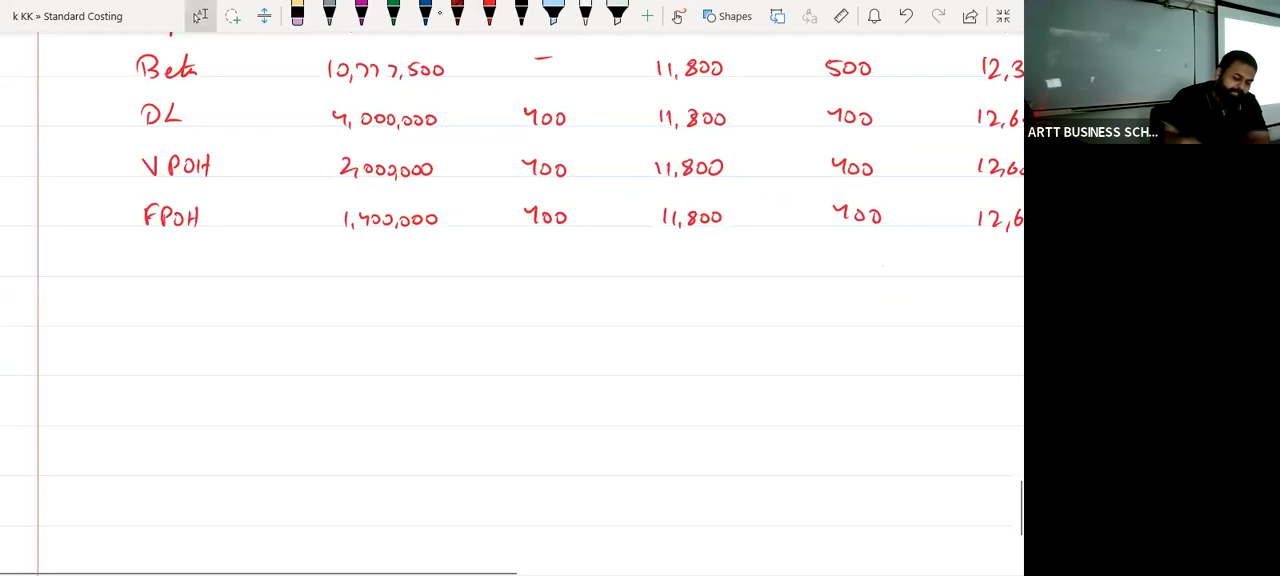 k KK » Standard Costing
Shapes
Beta 10,777,500 – 11,800 500 12,3
DL 4,000,000 400 11,800 400 12,6
V POH 2,000,000 400 11,800 400 12,60
FPOH 1,400,000 400 11,800 400 12,6
ARTT BUSINESS SCH...